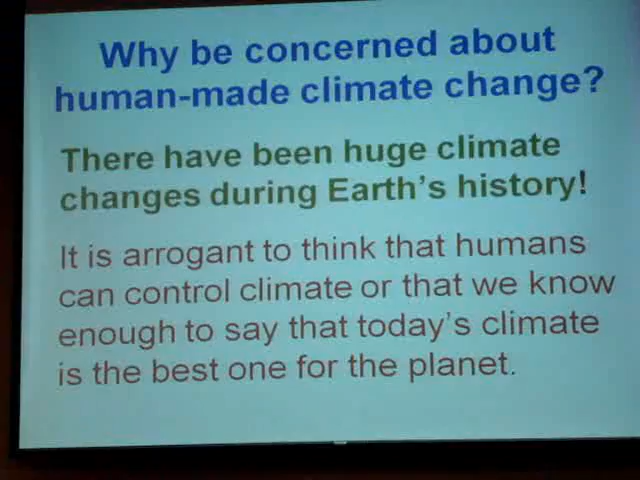 Why be concerned about
human-made climate change?
There have been huge climate
changes during Earth's history!
It is arrogant to think that humans
can control climate or that we know
enough to say that today's climate
is the best one for the planet.